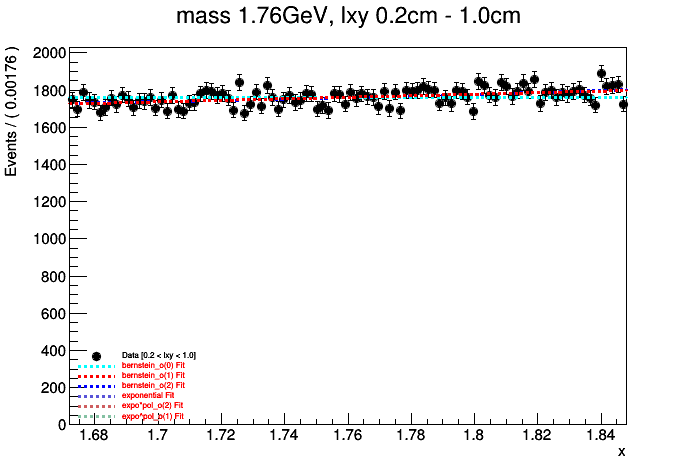 mass 1.76GeV, lxy 0.2cm - 1.0cm
Events / ( 0.00176 )
2000
1800
1600
1400
1200
1000
800
600
400
200
0
Data [0.2 < lxy < 1.0]
bernstein_o(0) Fit
bernstein_o(1) Fit
bernstein_o(2) Fit
exponential Fit
expo*pol_o(2) Fit
expo*pol_b(1) Fit
1.68 1.7 1.72 1.74 1.76 1.78 1.8 1.82 1.84
x